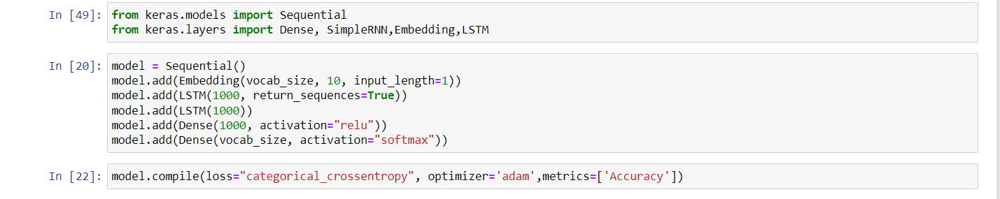 In [49]: from keras.models import Sequential
from keras.layers import Dense, SimpleRNN,Embedding,LSTM
In [20]: model = Sequential()
model.add(Embedding(vocab_size, 10, input_length=1))
model.add(LSTM(1000, return_sequences=True))
model.add(LSTM(1000))
model.add(Dense(1000, activation="relu"))
model.add(Dense(vocab_size, activation="softmax"))
In [22]: model.compile(loss="categorical_crossentropy", optimizer='adam',metrics=['Accuracy'])